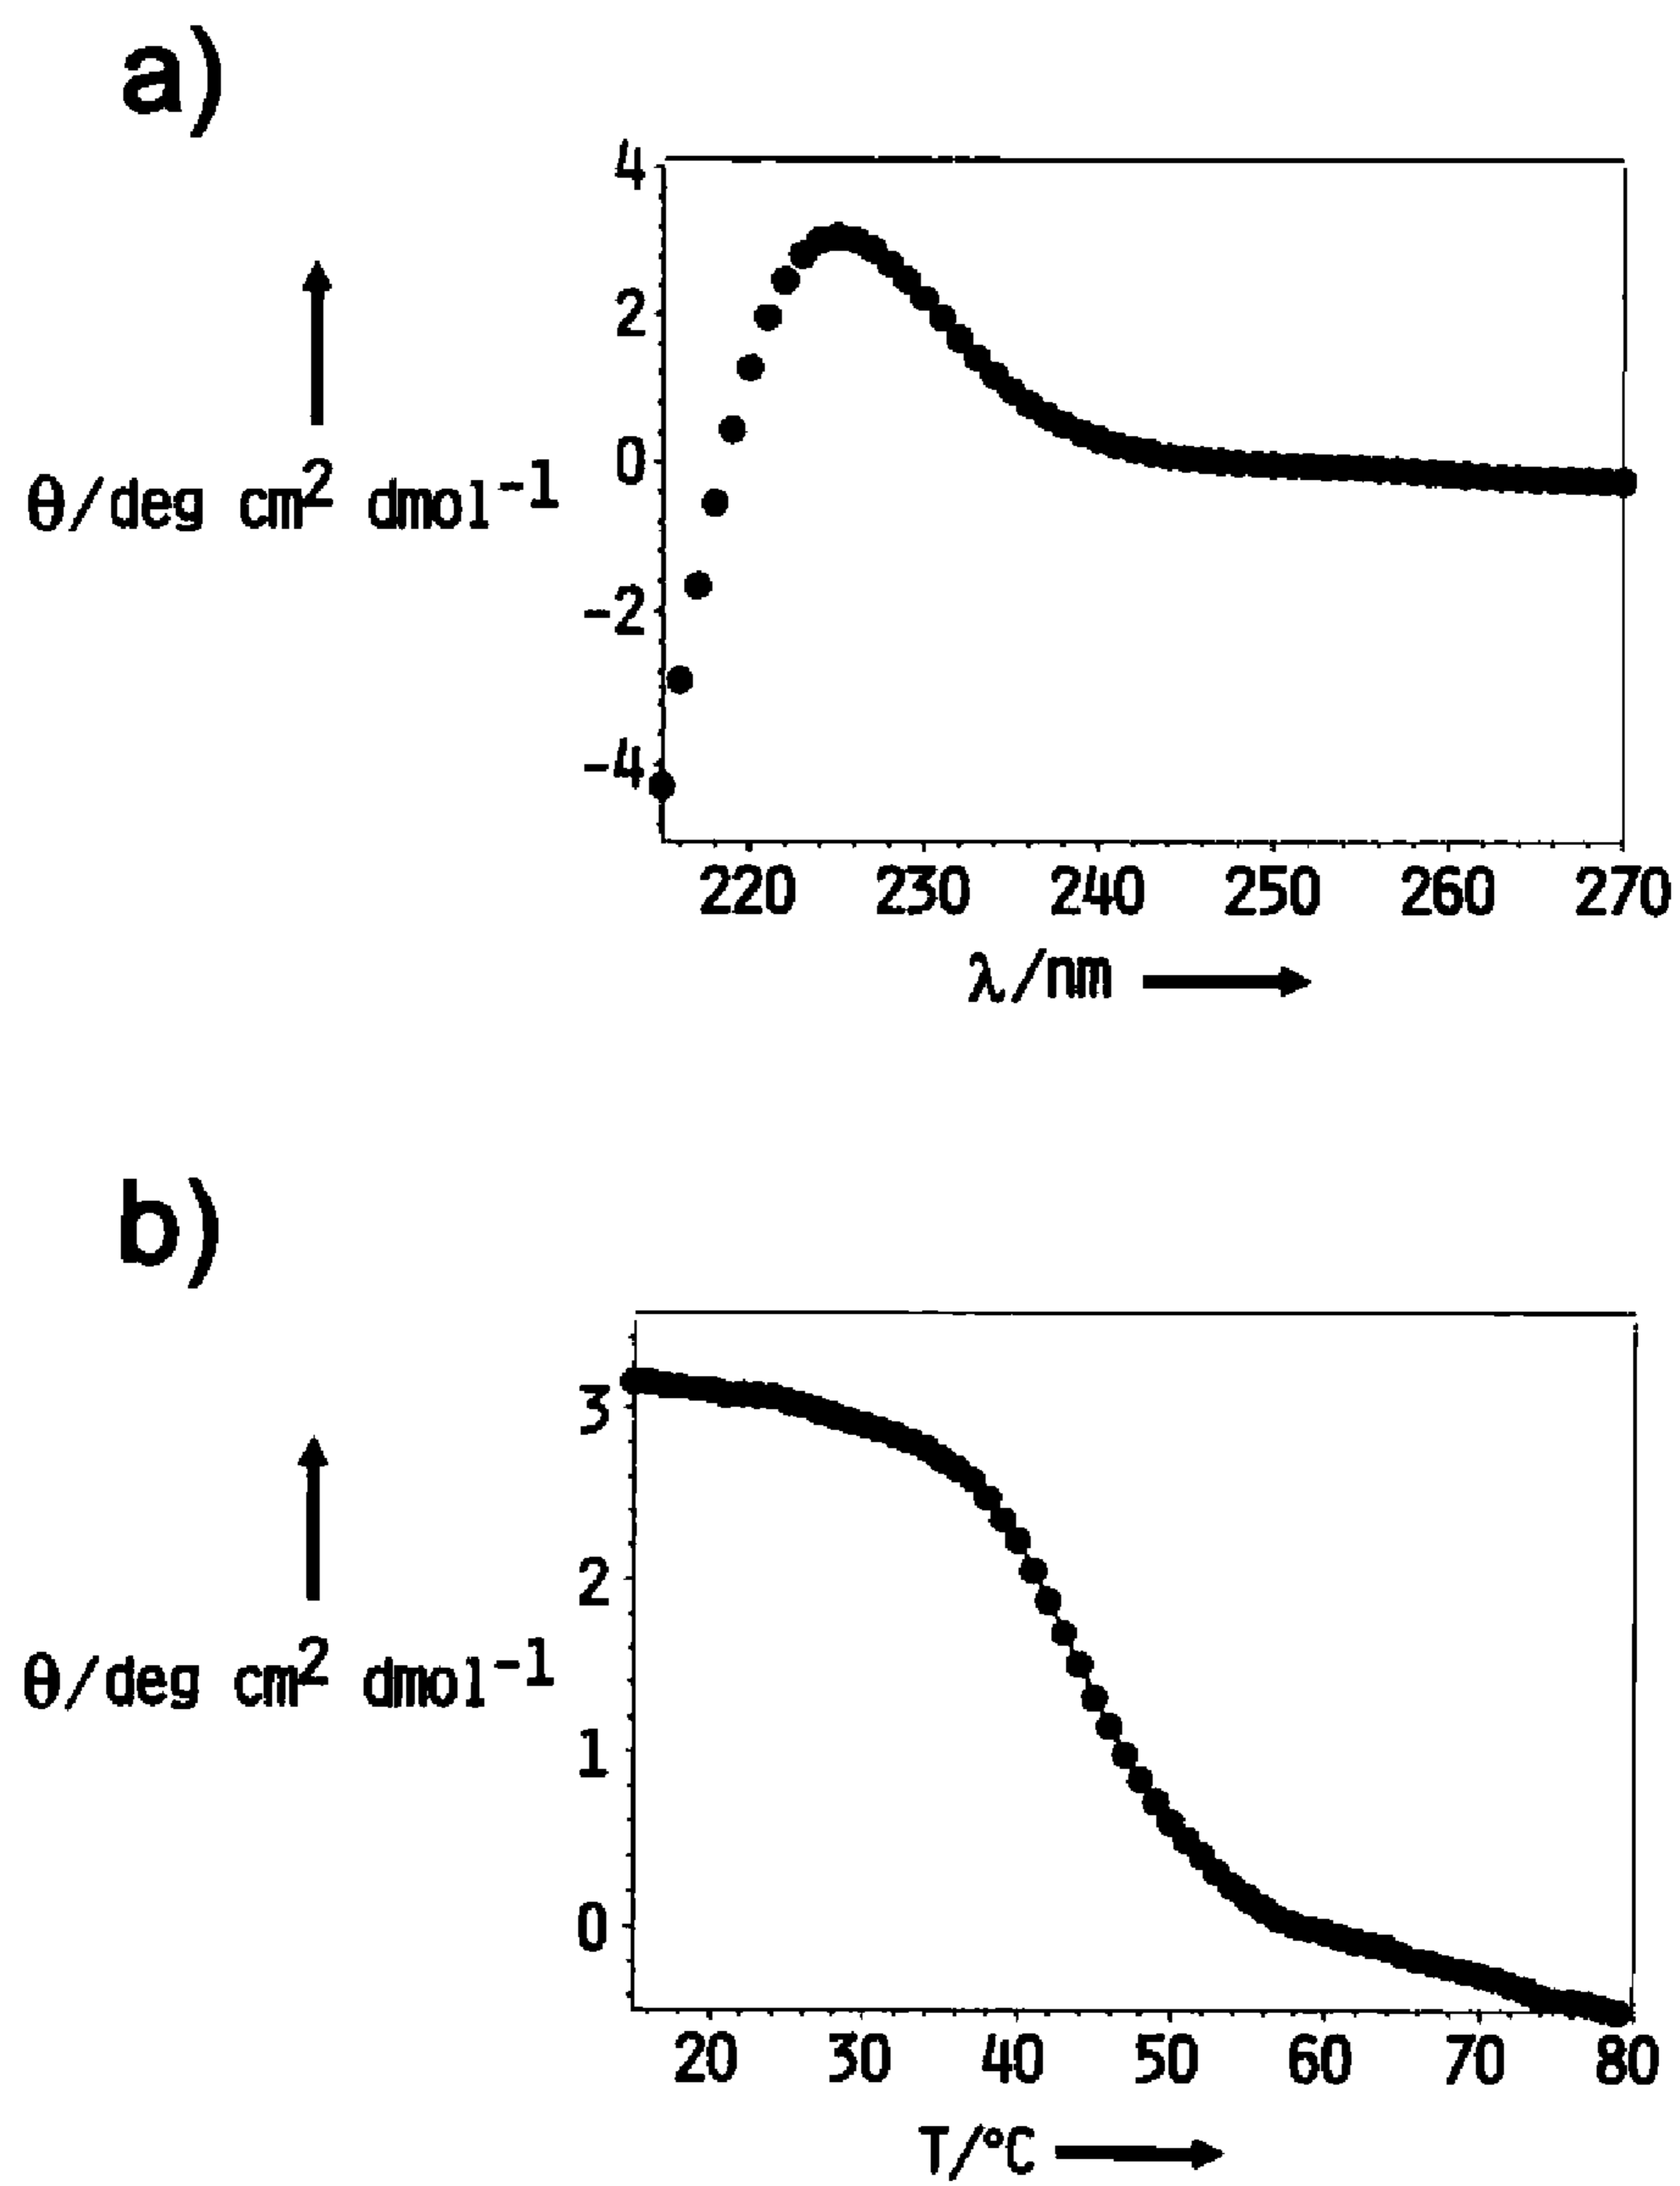 a)
4
2
0
-2
-4
θ/deg cm² dmol⁻¹
220 230 240 250 260 270
λ/nm
b)
3
2
1
0
θ/deg cm² dmol⁻¹
20 30 40 50 60 70 80
T/°C